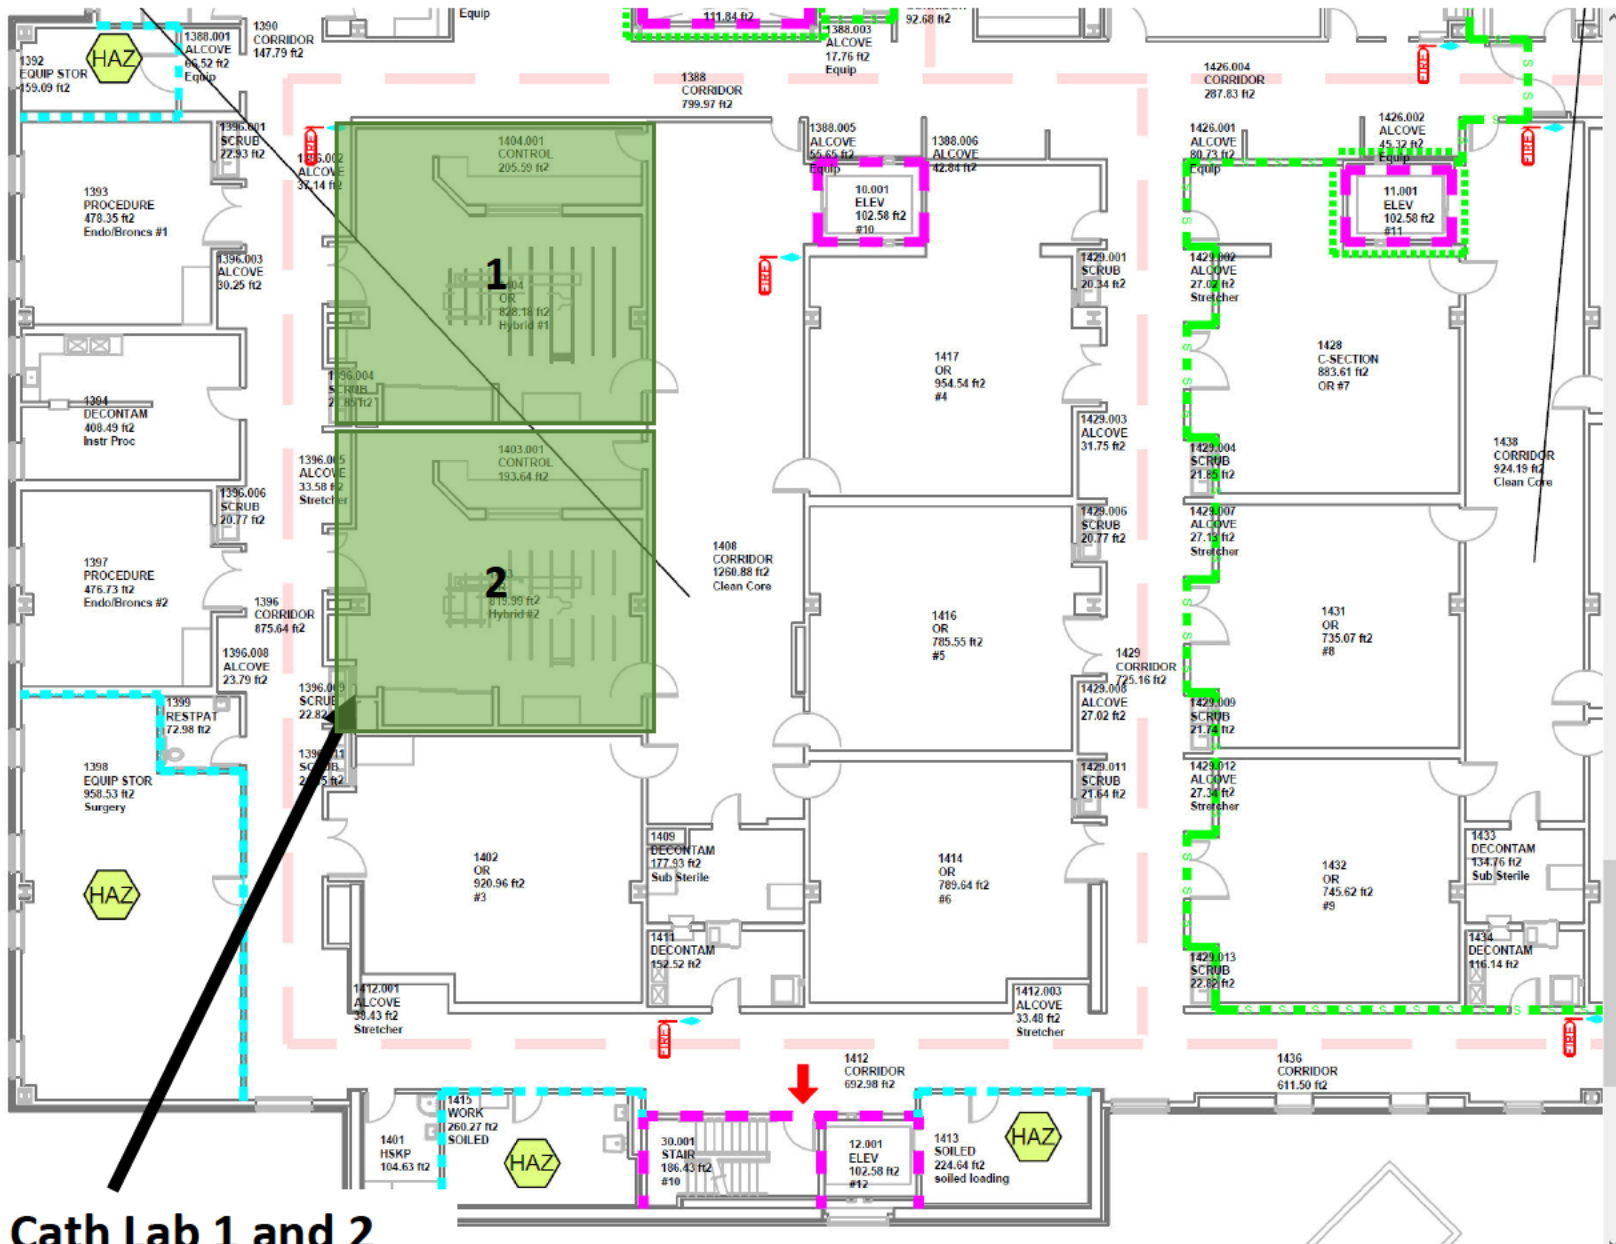 Equip
111.84 ft2
92.68 ft2
1388.003
ALCOVE
17.76 ft2
Equip
1390
CORRIDOR
147.79 ft2
1388.001
ALCOVE
66.52 ft2
Equip
1392
EQUIP STOR
159.09 ft2
HAZ
1388
CORRIDOR
799.97 ft2
1426.004
CORRIDOR
287.83 ft2
FIRE
1396.001
SCRUB
22.93 ft2
FIRE
1396.002
ALCOVE
37.14 ft2
1404.001
CONTROL
205.59 ft2
1388.005
ALCOVE
55.65 ft2
Equip
1388.006
ALCOVE
42.84 ft2
1426.001
ALCOVE
80.73 ft2
Equip
1426.002
ALCOVE
45.32 ft2
Equip
FIRE
1393
PROCEDURE
478.35 ft2
Endo/Broncs #1
10.001
ELEV
102.58 ft2
#10
11.001
ELEV
102.58 ft2
#11
1396.003
ALCOVE
30.25 ft2
1
1404
OR
828.18 ft2
Hybrid #1
FIRE
1429.001
SCRUB
20.34 ft2
1429.002
ALCOVE
27.02 ft2
Stretcher
1417
OR
954.54 ft2
#4
1428
C-SECTION
883.61 ft2
OR #7
1396.004
SCRUB
1394
DECONTAM
408.49 ft2
Instr Proc
1429.003
ALCOVE
31.75 ft2
1438
CORRIDOR
924.19 ft2
Clean Core
1396.005
ALCOVE
33.58 ft2
Stretcher
1403.001
CONTROL
193.64 ft2
1429.004
SCRUB
21.85 ft2
1396.006
SCRUB
20.77 ft2
1429.006
SCRUB
20.77 ft2
1429.007
ALCOVE
27.13 ft2
Stretcher
1397
PROCEDURE
476.73 ft2
Endo/Broncs #2
2
819.99 ft2
Hybrid #2
1408
CORRIDOR
1260.88 ft2
Clean Core
1396
CORRIDOR
875.64 ft2
1416
OR
785.55 ft2
#5
1431
OR
735.07 ft2
#8
1396.008
ALCOVE
23.79 ft2
1429
CORRIDOR
725.16 ft2
1396.009
SCRUB
22.82
1429.008
ALCOVE
27.02 ft2
1429.009
SCRUB
21.74 ft2
1399
RESTPAT
72.98 ft2
1398
EQUIP STOR
958.53 ft2
Surgery
1429.011
SCRUB
21.64 ft2
1429.012
ALCOVE
27.34 ft2
Stretcher
HAZ
1402
OR
920.96 ft2
#3
1409
DECONTAM
177.93 ft2
Sub Sterile
1414
OR
789.64 ft2
#6
1432
OR
745.62 ft2
#9
1433
DECONTAM
134.76 ft2
Sub Sterile
1411
DECONTAM
152.52 ft2
1434
DECONTAM
116.14 ft2
1429.013
SCRUB
22.82 ft2
1412.001
ALCOVE
38.43 ft2
Stretcher
1412.003
ALCOVE
33.48 ft2
Stretcher
FIRE
FIRE
1412
CORRIDOR
692.98 ft2
1436
CORRIDOR
611.50 ft2
1415
WORK
260.27 ft2
SOILED
HAZ
1401
HSKP
104.63 ft2
30.001
STAIR
186.43 ft2
#10
12.001
ELEV
102.58 ft2
#12
1413
SOILED
224.64 ft2
soiled loading
HAZ
Cath Lab 1 and 2